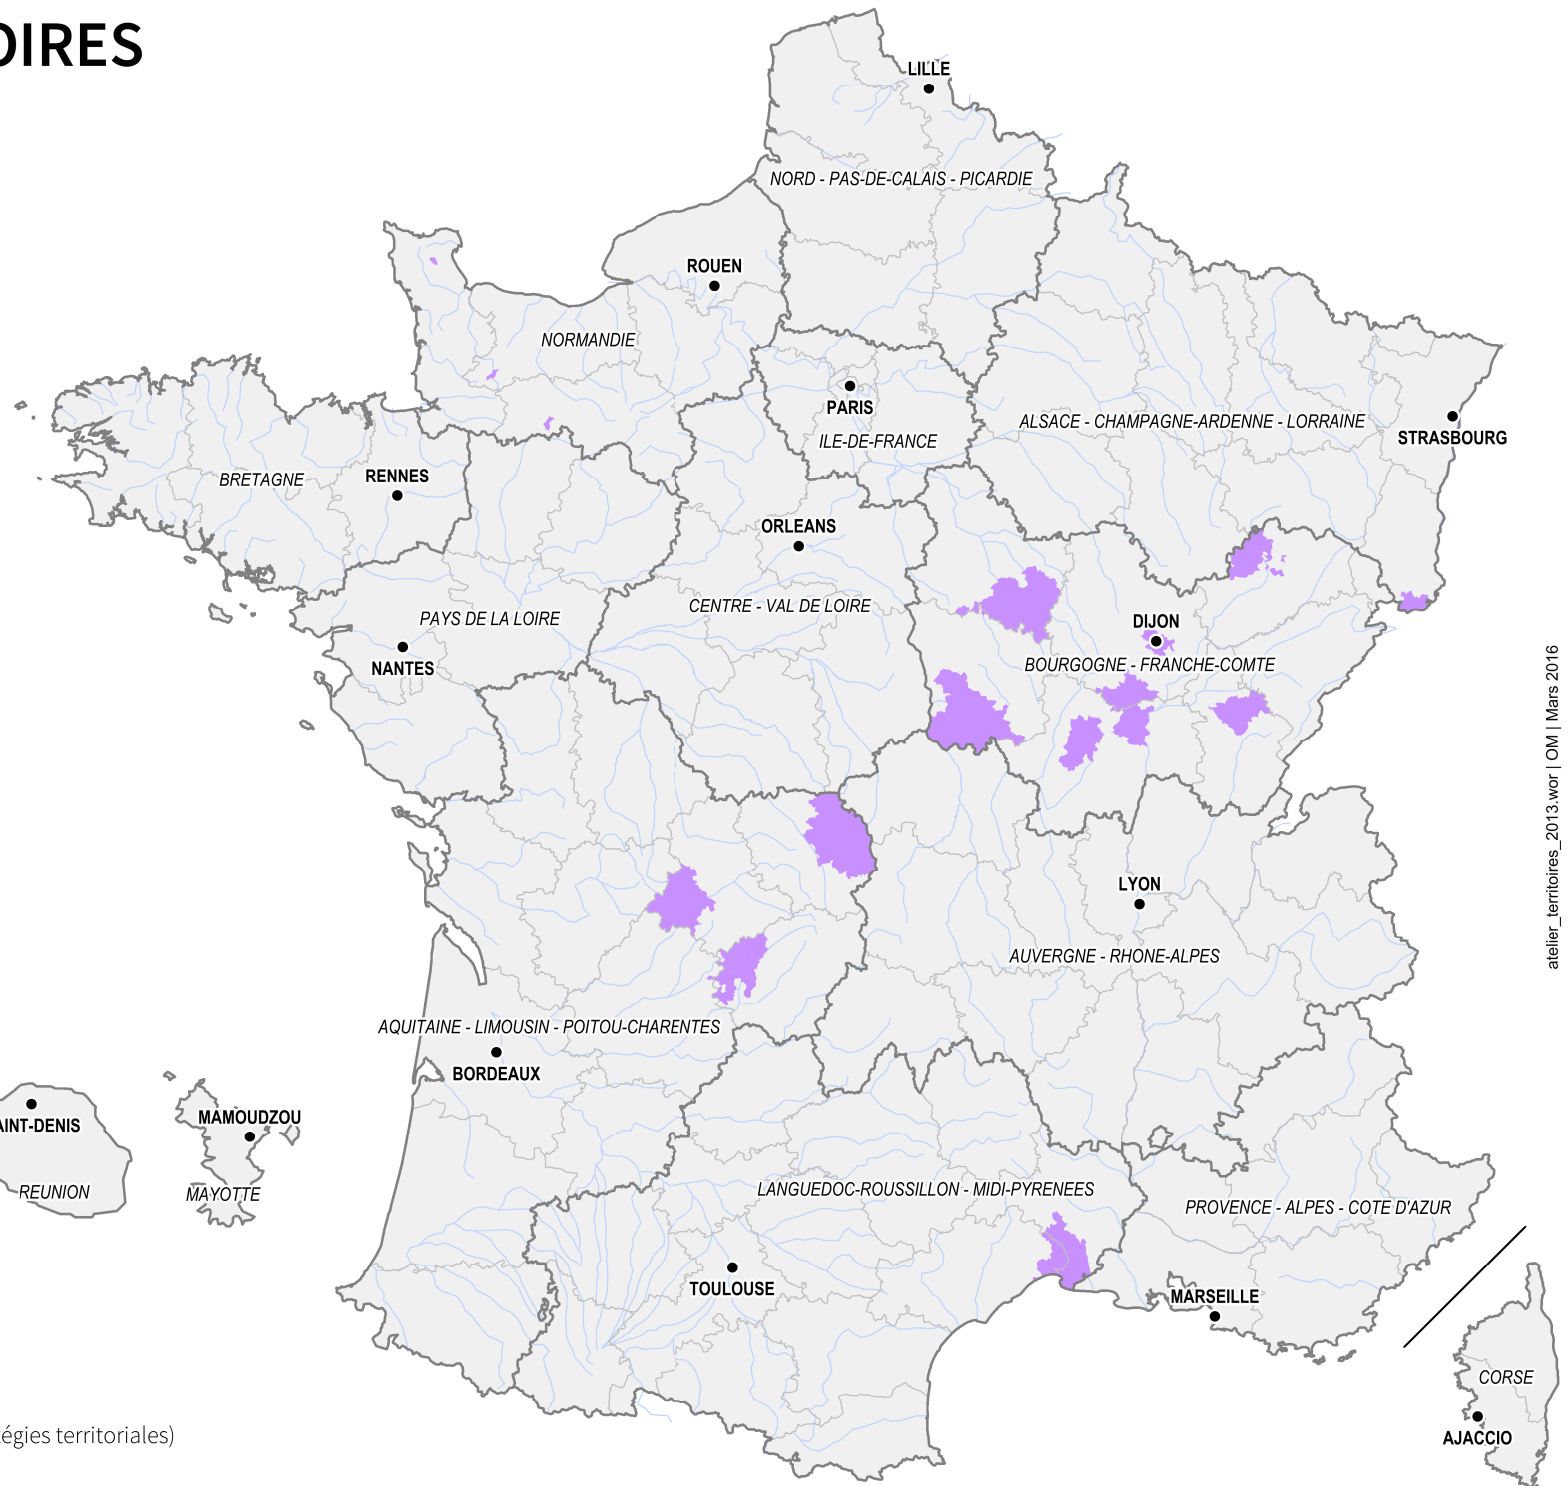 OIRES
LILLE
NORD - PAS-DE-CALAIS - PICARDIE
ROUEN
NORMANDIE
PARIS
ILE-DE-FRANCE
ALSACE - CHAMPAGNE-ARDENNE - LORRAINE
STRASBOURG
BRETAGNE
RENNES
ORLEANS
CENTRE - VAL DE LOIRE
PAYS DE LA LOIRE
NANTES
DIJON
BOURGOGNE - FRANCHE-COMTE
LYON
AUVERGNE - RHONE-ALPES
AQUITAINE - LIMOUSIN - POITOU-CHARENTES
BORDEAUX
AINT-DENIS
REUNION
MAMOUDZOU
MAYOTTE
LANGUEDOC-ROUSSILLON - MIDI-PYRENEES
PROVENCE - ALPES - COTE D'AZUR
TOULOUSE
MARSEILLE
CORSE
AJACCIO
égies territoriales)
atelier_territoires_2013.wor | OM | Mars 2016